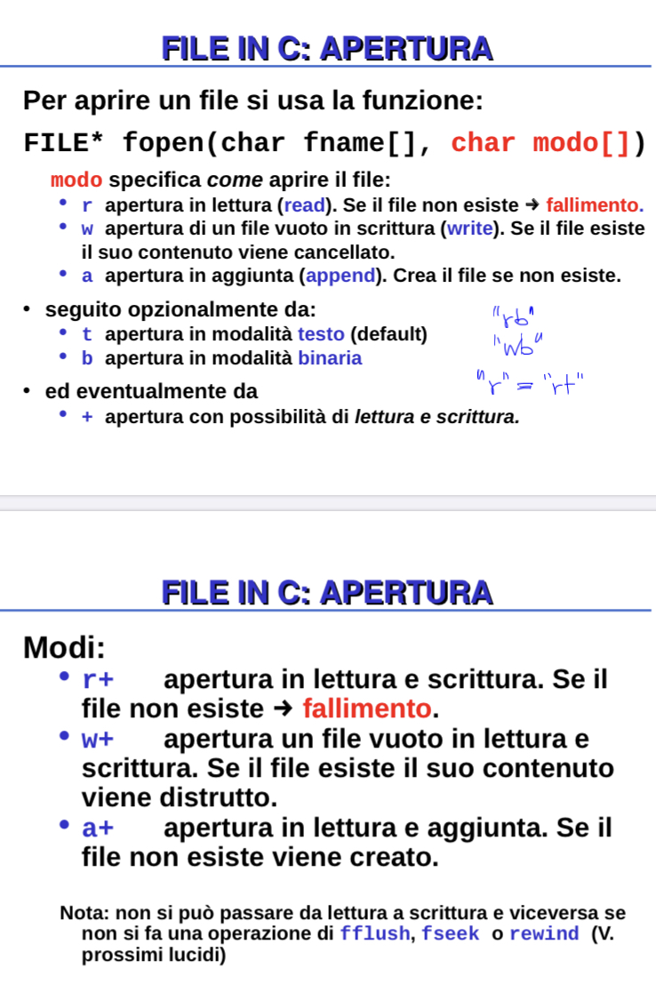 FILE IN C: APERTURA
Per aprire un file si usa la funzione:
FILE* fopen(char fname[], char modo[])
modo specifica come aprire il file:
• r apertura in lettura (read). Se il file non esiste → fallimento.
• w apertura di un file vuoto in scrittura (write). Se il file esiste
il suo contenuto viene cancellato.
• a apertura in aggiunta (append). Crea il file se non esiste.
• seguito opzionalmente da:
"rb"
• t apertura in modalità testo (default)
"wb"
• b apertura in modalità binaria
"r" = "rt"
• ed eventualmente da
• + apertura con possibilità di lettura e scrittura.
FILE IN C: APERTURA
Modi:
• r+ apertura in lettura e scrittura. Se il
file non esiste → fallimento.
• w+ apertura un file vuoto in lettura e
scrittura. Se il file esiste il suo contenuto
viene distrutto.
• a+ apertura in lettura e aggiunta. Se il
file non esiste viene creato.
Nota: non si può passare da lettura a scrittura e viceversa se
non si fa una operazione di fflush, fseek o rewind (V.
prossimi lucidi)